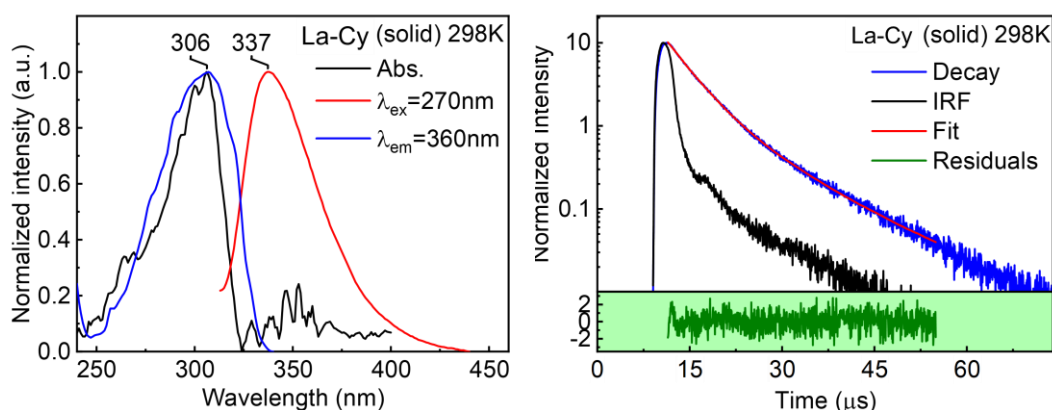 306 337 La-Cy (solid) 298K
Abs.
λex=270nm
λem=360nm
Normalized intensity (a.u.)
1.0
0.8
0.6
0.4
0.2
0.0
240
300
350
400
450
Wavelength (nm)
La-Cy (solid) 298K
Decay
IRF
Fit
Residuals
Normalized Intensity
10
1
0.1
2
0
-2
0
15
30
45
60
Time (μs)